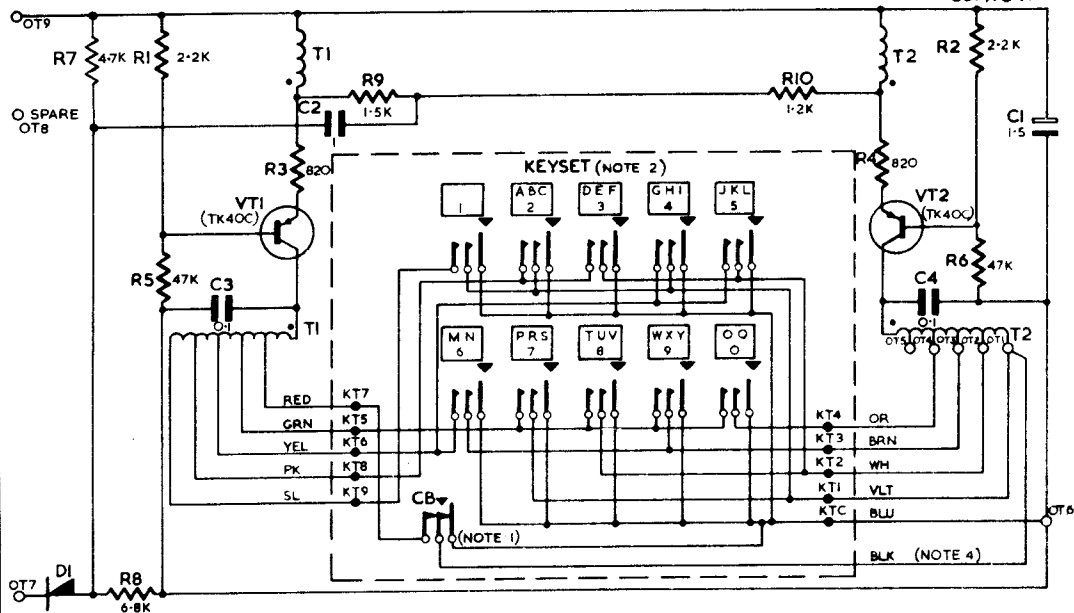 OT9
R7
4·7K
R1
2·2K
T1
R9
1·5K
C2
R10
1·2K
T2
R2
2·2K
C1
1·5
SPARE
OT8
R3
820
R4
820
KEYSET (NOTE 2)
VT1
(TK40C)
VT2
(TK40C)
1
ABC
2
DEF
3
GHI
4
JKL
5
R5
47K
C3
0·1
T1
R6
47K
C4
0·1
T2
OT5
OT4
OT3
OT2
OT1
MN
6
PRS
7
TUV
8
WXY
9
OQ
0
RED
KT7
GRN
KT5
YEL
KT6
PK
KT8
SL
KT9
KT4
OR
KT3
BRN
KT2
WH
KT1
VLT
KTC
BLU
OT6
CB
(NOTE 1)
BLK
(NOTE 4)
OT7
D1
R8
6·8K